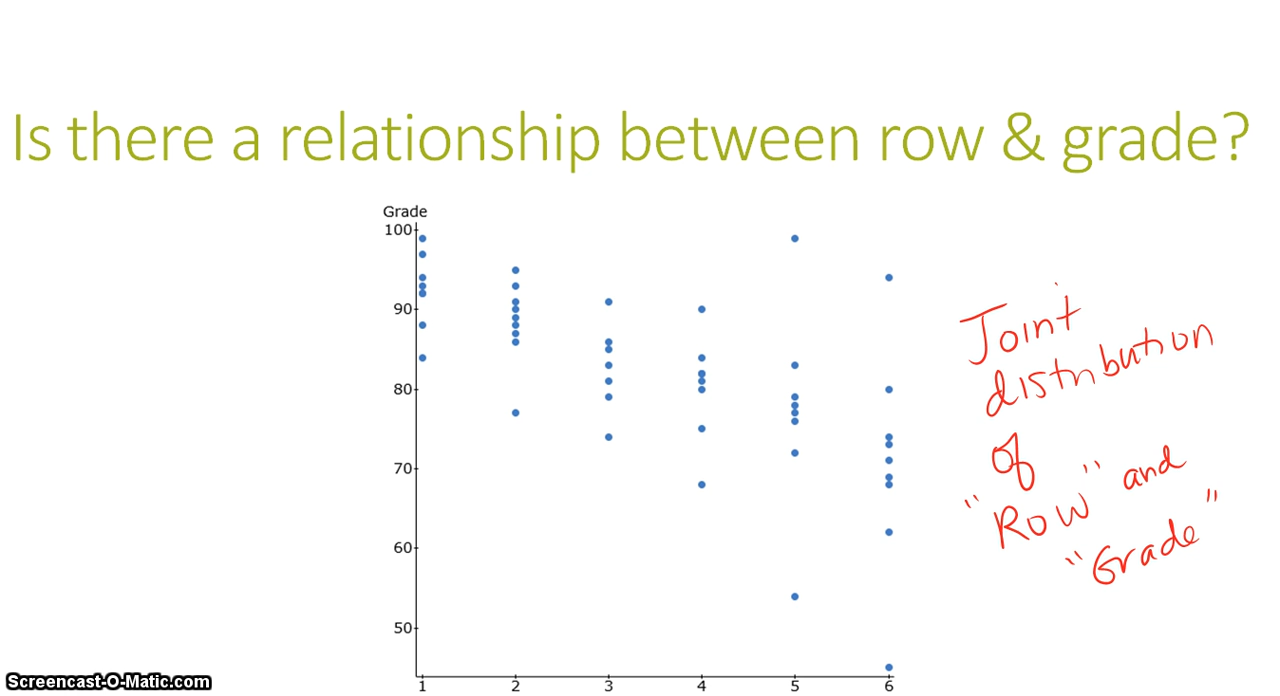 Is there a relationship between row & grade?
Grade
100
90
80
70
60
50
1 2 3 4 5 6
Joint
distribution
of
"Row" and
"Grade"
Screencast-O-Matic.com